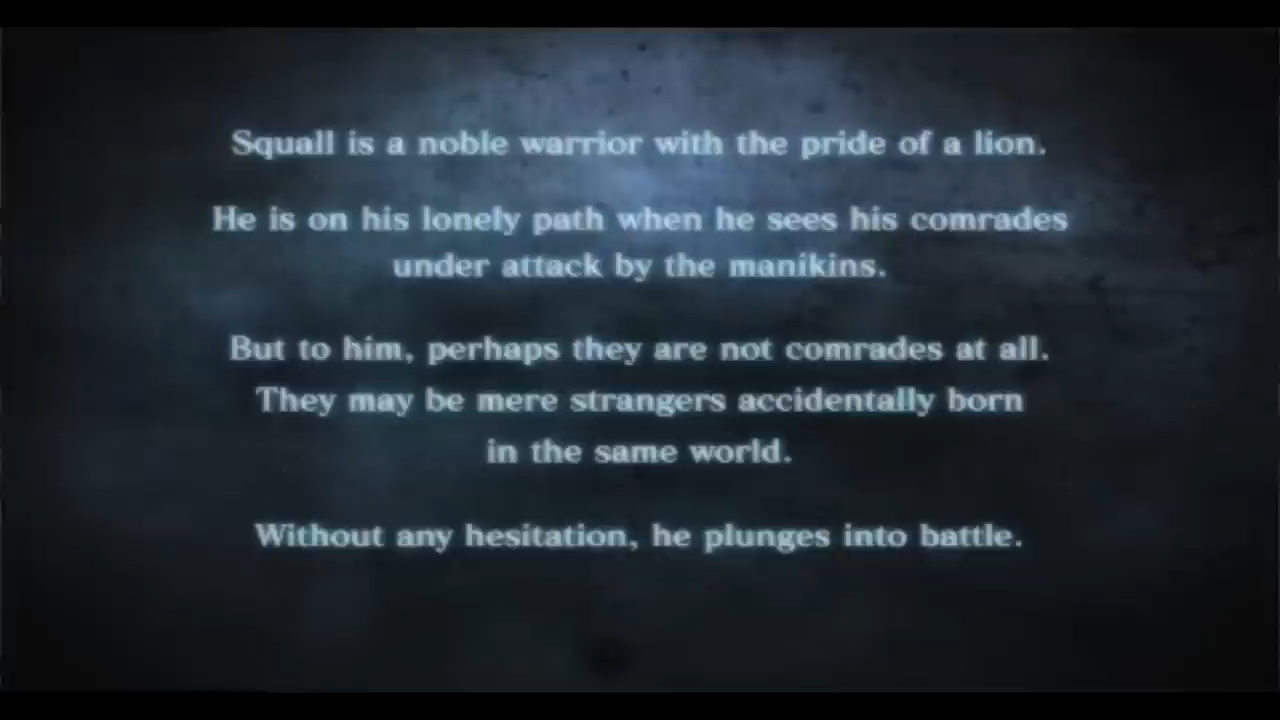 Squall is a noble warrior with the pride of a lion.
He is on his lonely path when he sees his comrades
under attack by the manikins.
But to him, perhaps they are not comrades at all.
They may be mere strangers accidentally born
in the same world.
Without any hesitation, he plunges into battle.